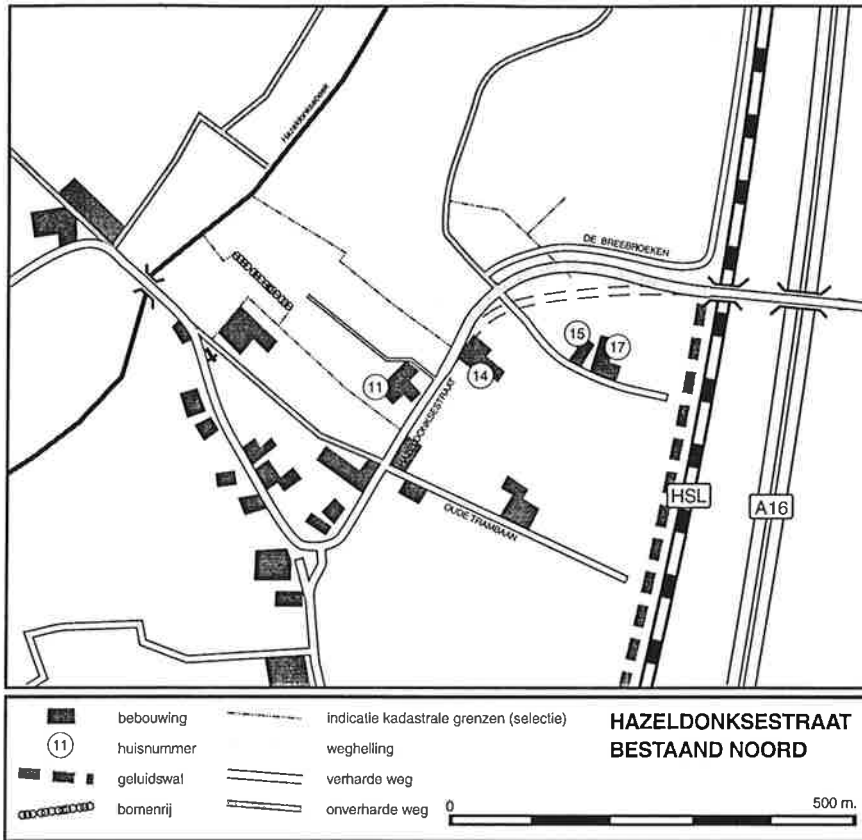 HAZELDONKSEBEEK
DE BREEBROEKEN
15
17
14
11
HAZELDONKSESTRAAT
OUDE TRAMBAAN
HSL
A16
bebouwing
11 huisnummer
geluidswal
bomenrij
indicatie kadastrale grenzen (selectie)
weghelling
verharde weg
onverharde weg
HAZELDONKSESTRAAT
BESTAAND NOORD
0 500 m.